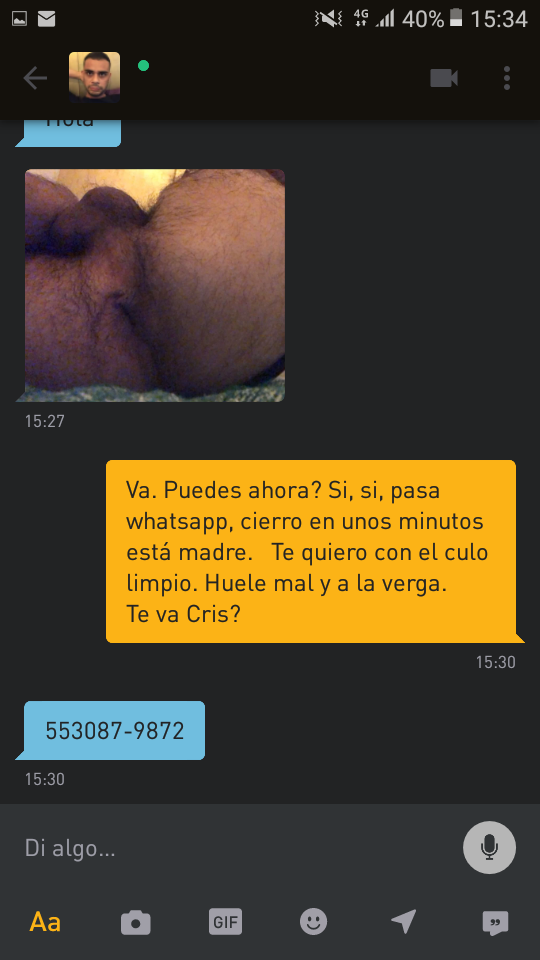 4G 40% 15:34
Hola
15:27
Va. Puedes ahora? Si, si, pasa
whatsapp, cierro en unos minutos
está madre. Te quiero con el culo
limpio. Huele mal y a la verga.
Te va Cris?
15:30
553087-9872
15:30
Di algo...
Aa
GIF